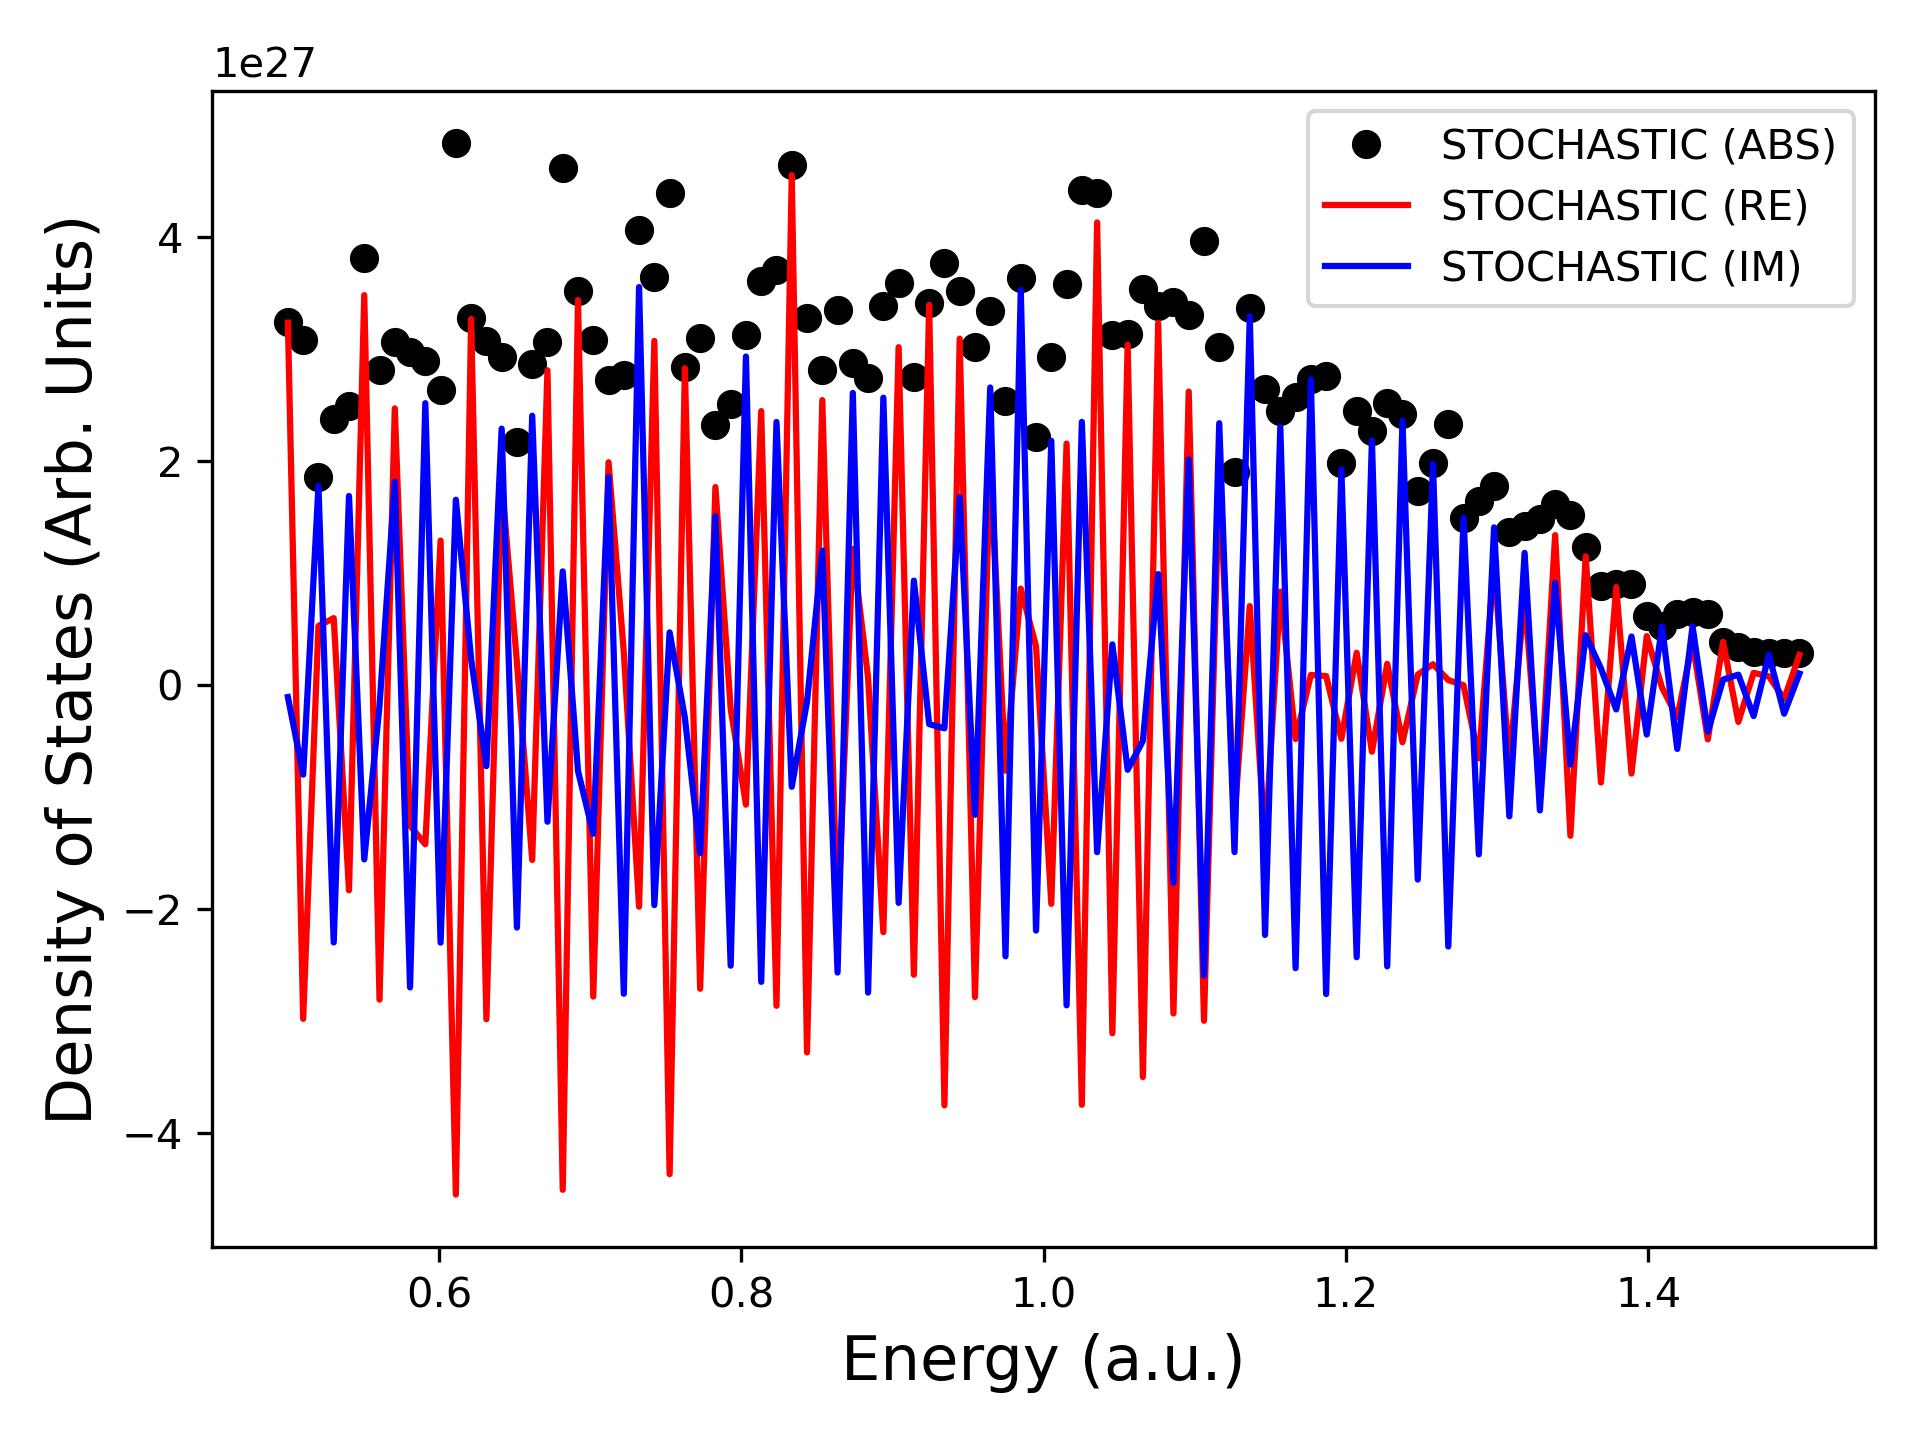 1e27
STOCHASTIC (ABS)
STOCHASTIC (RE)
STOCHASTIC (IM)
Density of States (Arb. Units)
4
2
0
−2
−4
0.6 0.8 1.0 1.2 1.4
Energy (a.u.)